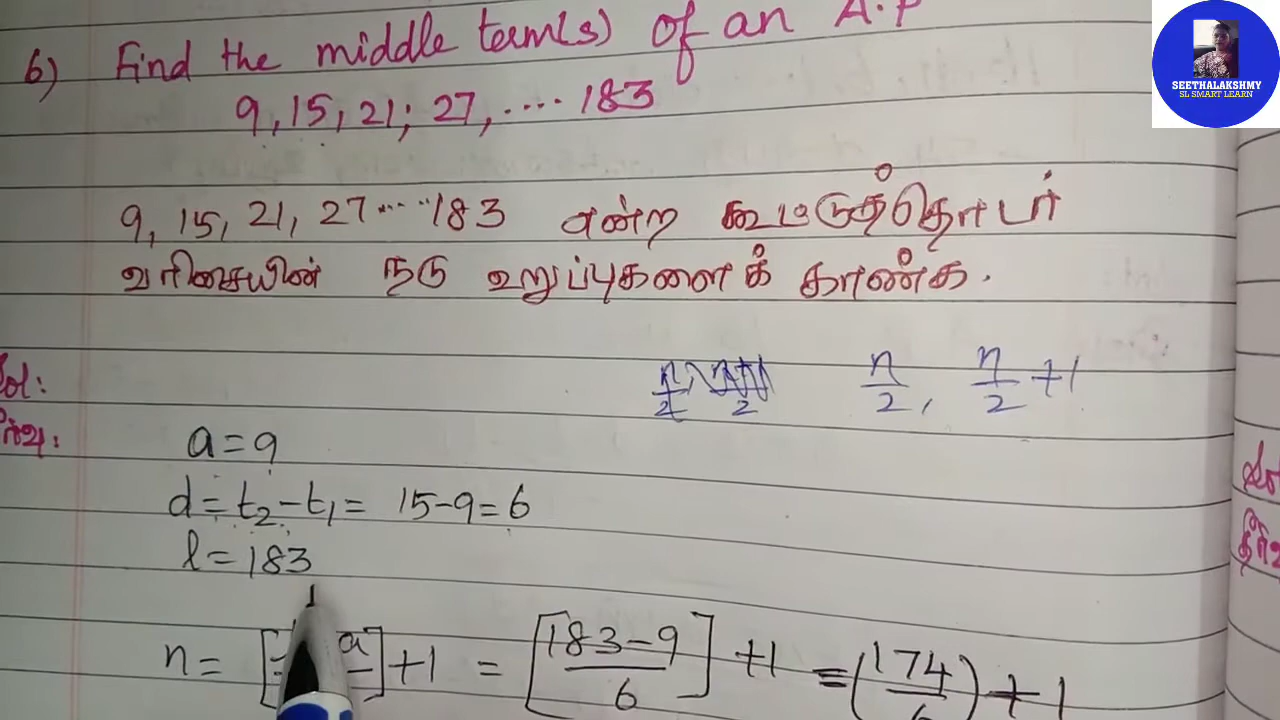 6) Find the middle term(s) of an A.P
9, 15, 21, 27, .... 183
9, 15, 21, 27 ... 183 என்ற கூட்டுத்தொடர்
வரிசையின் நடு உறுப்புகளைக் காண்க.
n/2, n/2 +1
a = 9
d = t₂ - t₁ = 15 - 9 = 6
l = 183
n = [ a ] + 1 = [183 - 9 / 6] + 1 = (174 / 6) + 1
SEETHALAKSHMY
SL SMART LEARN